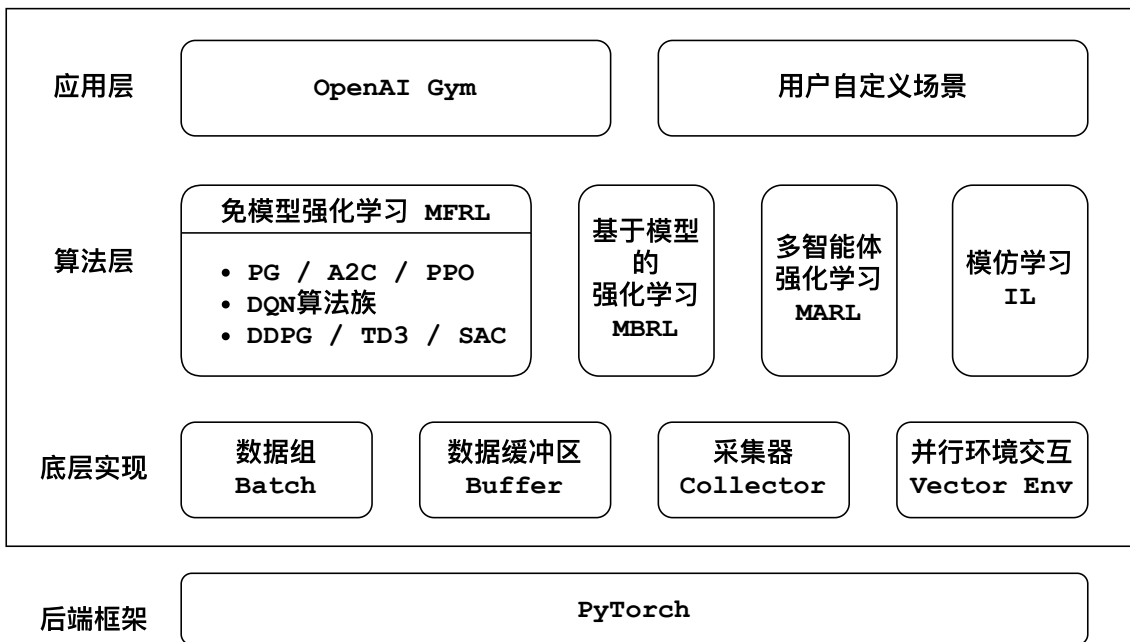 应用层
OpenAI Gym
用户自定义场景
算法层
免模型强化学习 MFRL
• PG / A2C / PPO
• DQN算法族
• DDPG / TD3 / SAC
基于模型
的
强化学习
MBRL
多智能体
强化学习
MARL
模仿学习
IL
底层实现
数据组
Batch
数据缓冲区
Buffer
采集器
Collector
并行环境交互
Vector Env
后端框架
PyTorch